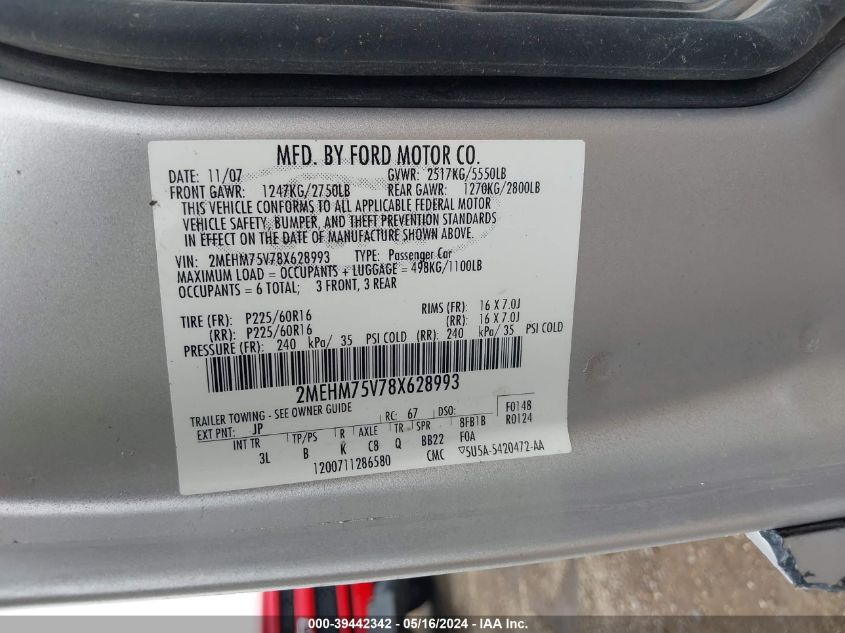 MFD. BY FORD MOTOR CO.
DATE: 11/07 GVWR: 2517KG/5550LB
FRONT GAWR: 1247KG/2750LB REAR GAWR: 1270KG/2800LB
THIS VEHICLE CONFORMS TO ALL APPLICABLE FEDERAL MOTOR
VEHICLE SAFETY, BUMPER, AND THEFT PREVENTION STANDARDS
IN EFFECT ON THE DATE OF MANUFACTURE SHOWN ABOVE.
VIN: 2MEHM75V78X628993 TYPE: Passenger Car
MAXIMUM LOAD = OCCUPANTS + LUGGAGE = 498KG/1100LB
OCCUPANTS = 6 TOTAL; 3 FRONT, 3 REAR
TIRE (FR): P225/60R16 RIMS (FR): 16 X 7.0J
(RR): P225/60R16 (RR): 16 X 7.0J
PRESSURE (FR): 240 kPa/ 35 PSI COLD (RR): 240 kPa/ 35 PSI COLD
2MEHM75V78X628993
TRAILER TOWING - SEE OWNER GUIDE
EXT PNT: JP RC: 67 DSO: F0148
INT TR TP/PS R AXLE TR SPR 8FB1B R0124
3L B K C8 Q BB22 F0A
1200711286580 CMC ▽5U5A-5420472-AA
000-39442342 / 05/16/2024 / IAA Inc.